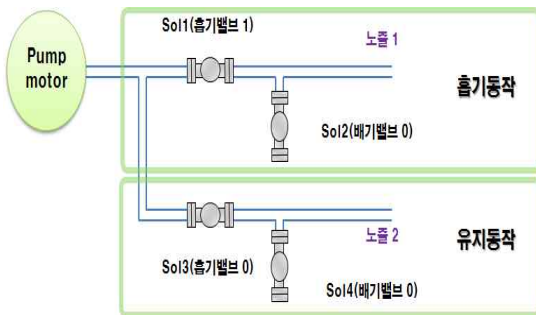 Sol1(흡기밸브 1)
노즐 1
Pump
motor
흡기동작
Sol2(배기밸브 0)
노즐 2
유지동작
Sol3(흡기밸브 0)
Sol4(배기밸브 0)